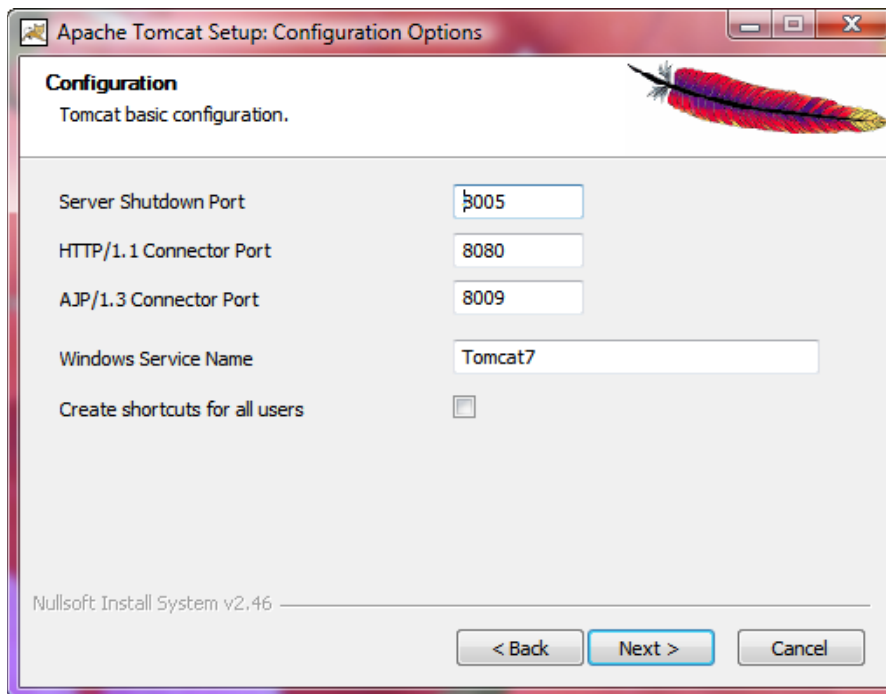 Apache Tomcat Setup: Configuration Options
Configuration
Tomcat basic configuration.
Server Shutdown Port 8005
HTTP/1.1 Connector Port 8080
AJP/1.3 Connector Port 8009
Windows Service Name Tomcat7
Create shortcuts for all users
Nullsoft Install System v2.46
< Back Next > Cancel